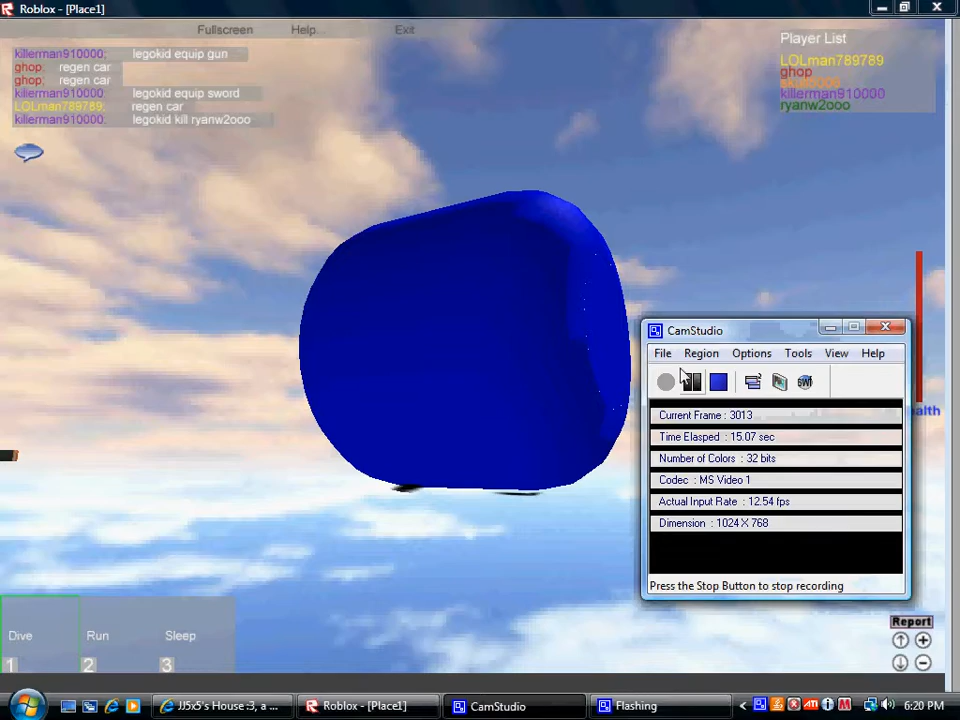 Roblox - [Place1]
Fullscreen Help Exit
killerman910000; legokid equip gun
ghop; regen car
ghop; regen car
killerman910000; legokid equip sword
LOLman789789; regen car
killerman910000; legokid kill ryanw2ooo
Player List
LOLman789789
ghop
killerman910000
ryanw2ooo
ealth
CamStudio
File Region Options Tools View Help
SWF
Current Frame : 3013
Time Elasped : 15.07 sec
Number of Colors : 32 bits
Codec : MS Video 1
Actual Input Rate : 12.54 fps
Dimension : 1024 X 768
Press the Stop Button to stop recording
Dive Run Sleep
1 2 3
Report
JJ5x5's House :3, a ...
Roblox - [Place1]
CamStudio
Flashing
ATI
6:20 PM